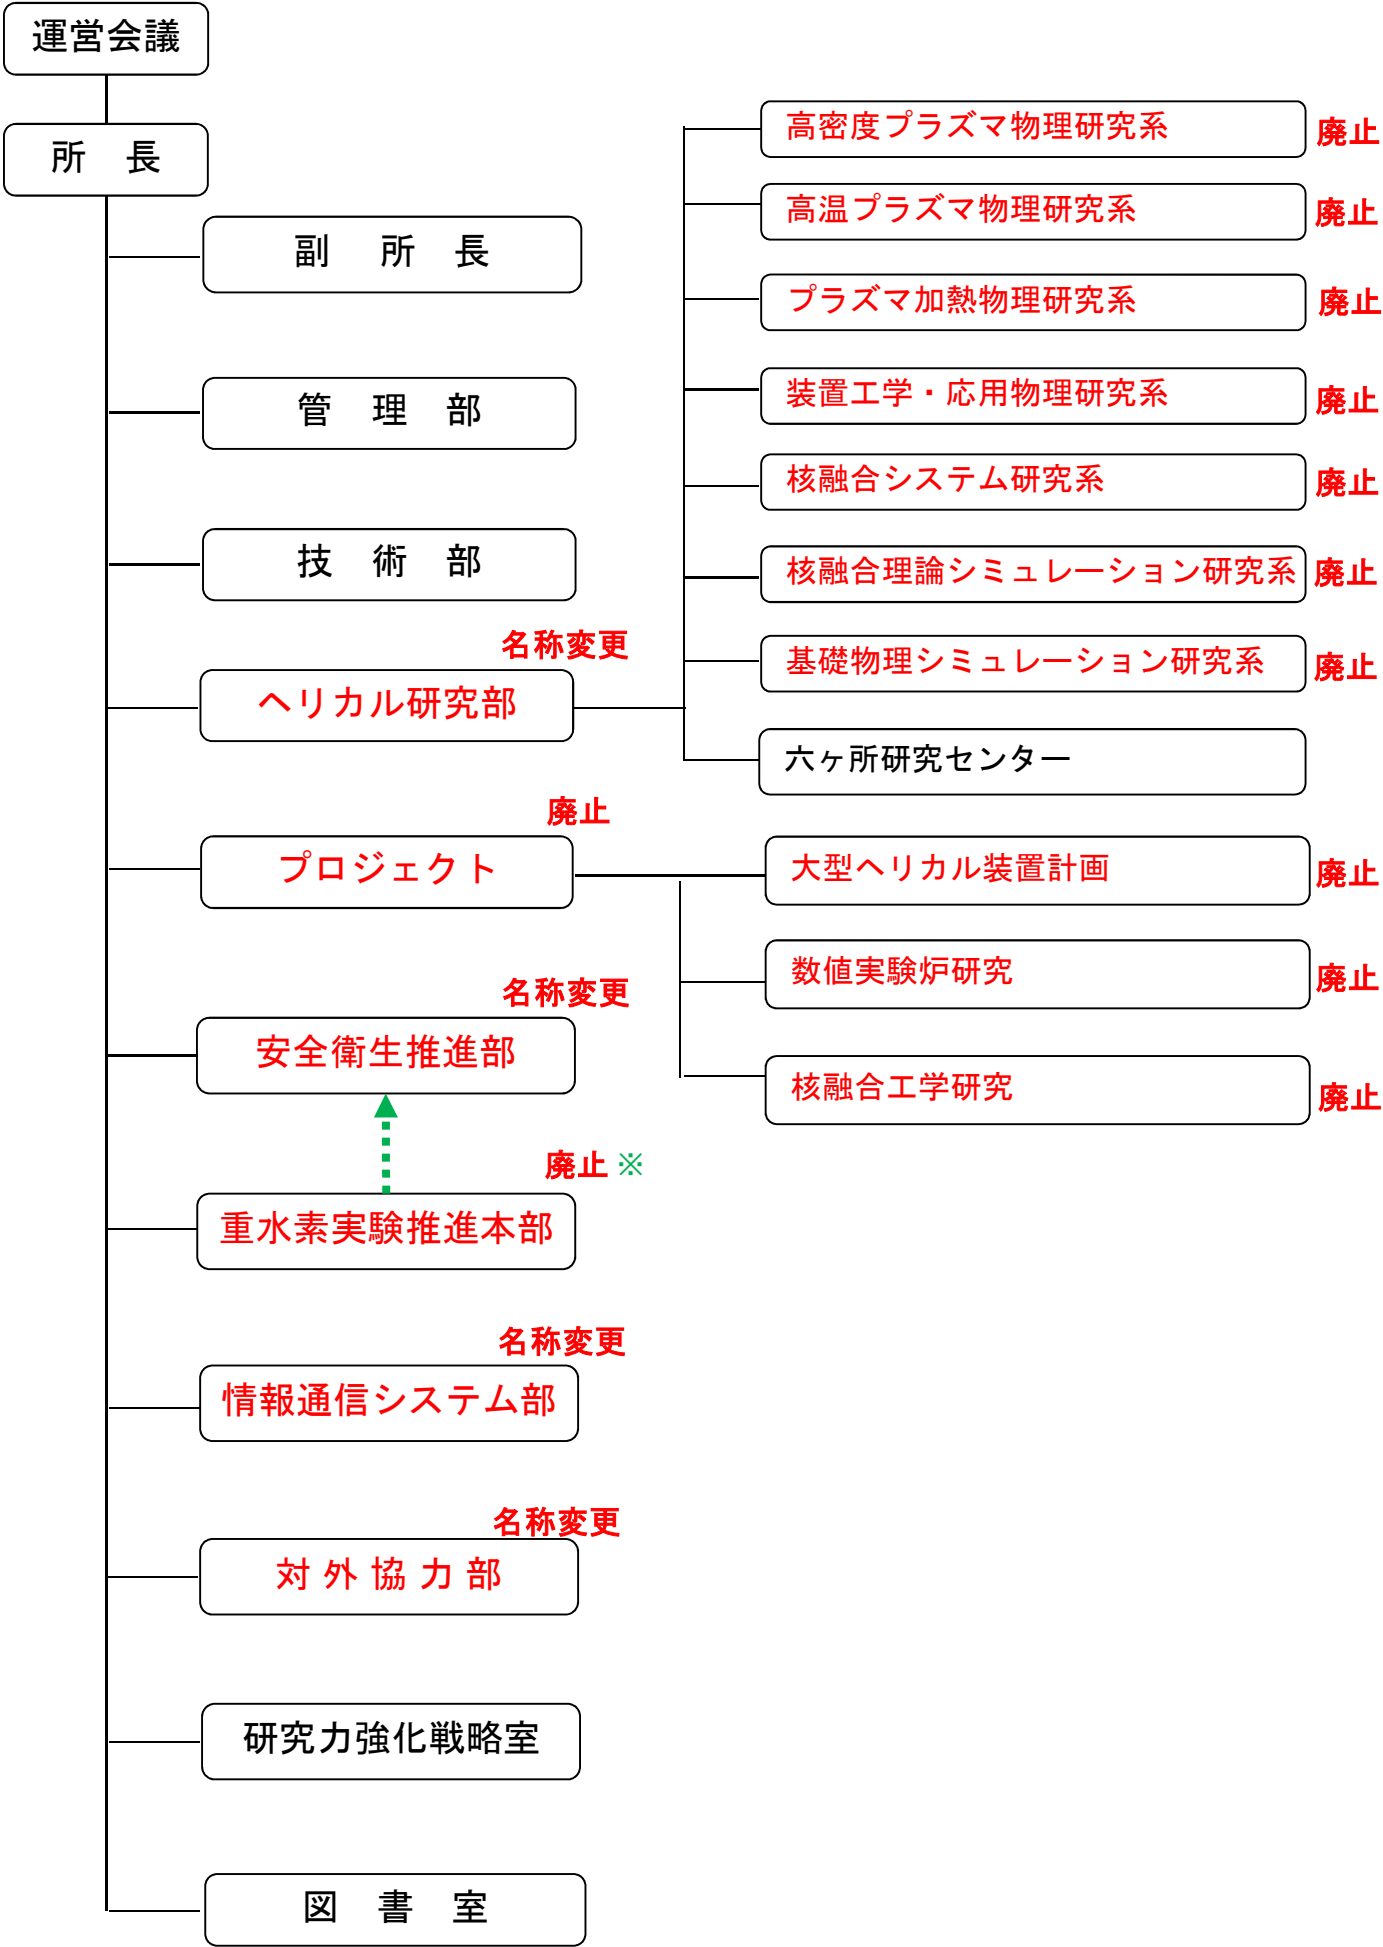 運営会議
所　長
副　所　長
管　理　部
技　術　部
名称変更
ヘリカル研究部
高密度プラズマ物理研究系
廃止
高温プラズマ物理研究系
廃止
プラズマ加熱物理研究系
廃止
装置工学・応用物理研究系
廃止
核融合システム研究系
廃止
核融合理論シミュレーション研究系
廃止
基礎物理シミュレーション研究系
廃止
六ヶ所研究センター
廃止
プロジェクト
大型ヘリカル装置計画
廃止
数値実験炉研究
廃止
核融合工学研究
廃止
名称変更
安全衛生推進部
廃止 ※
重水素実験推進本部
名称変更
情報通信システム部
名称変更
対 外 協 力 部
研究力強化戦略室
図　書　室